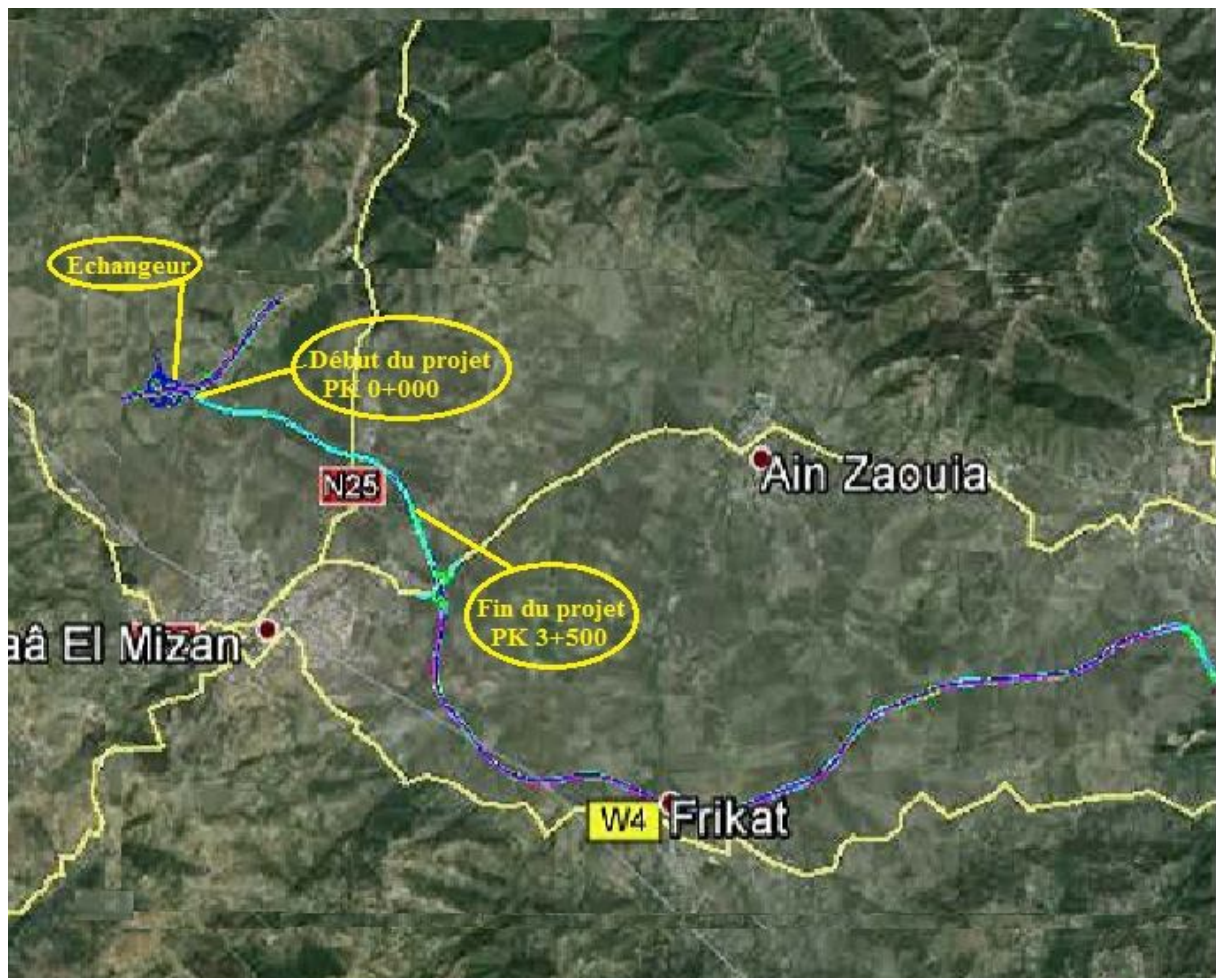 Echangeur
Début du projet
PK 0+000
N25
Ain Zaouia
Fin du projet
PK 3+500
aâ El Mizan
W4
Frikat